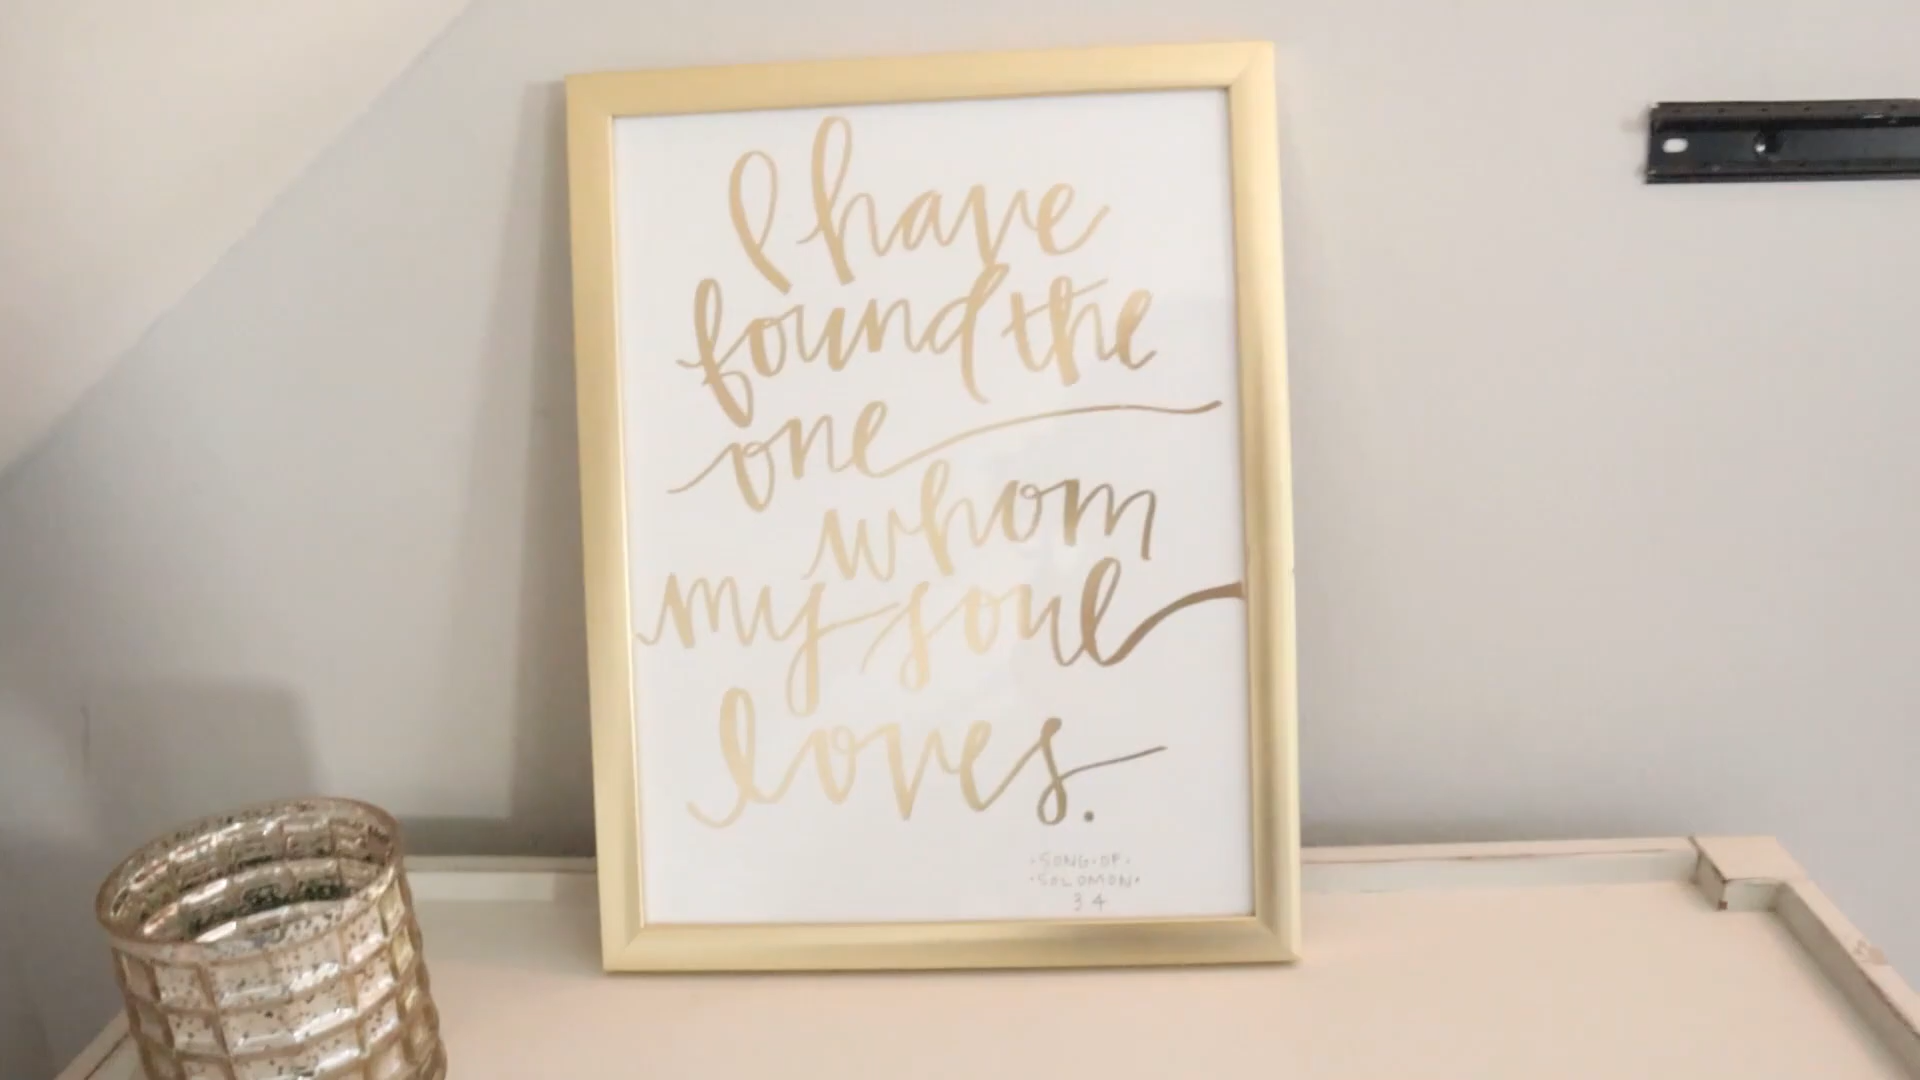 I have
found the
one
whom
my soul
loves.
·SONG·OF·
·SOLOMON·
3 4